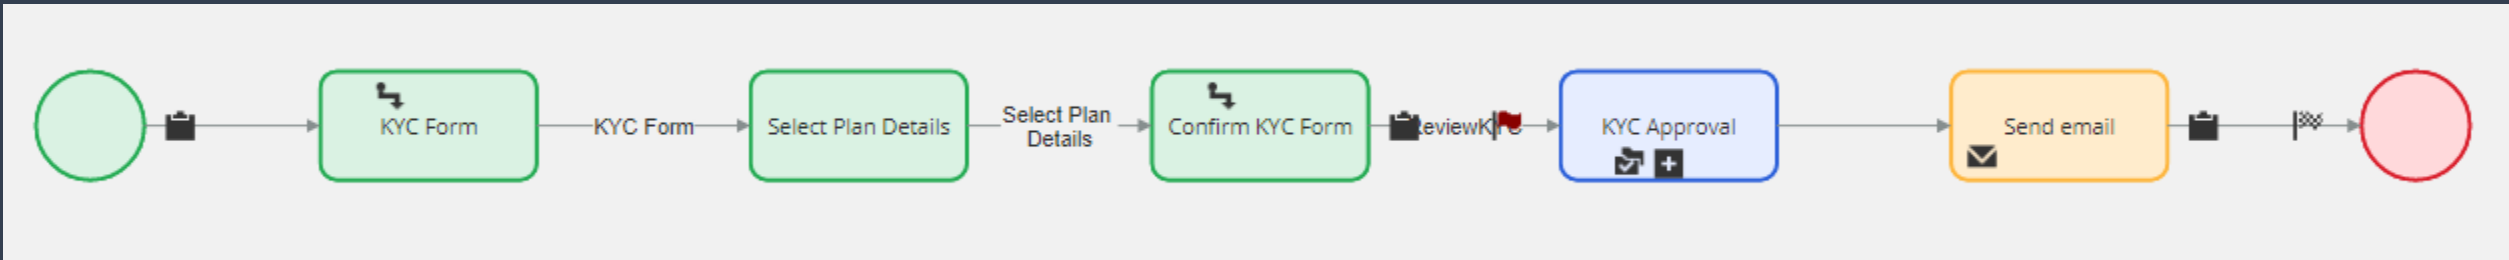 KYC Form
KYC Form
Select Plan Details
Select Plan
Details
Confirm KYC Form
KYC Approval
Send email